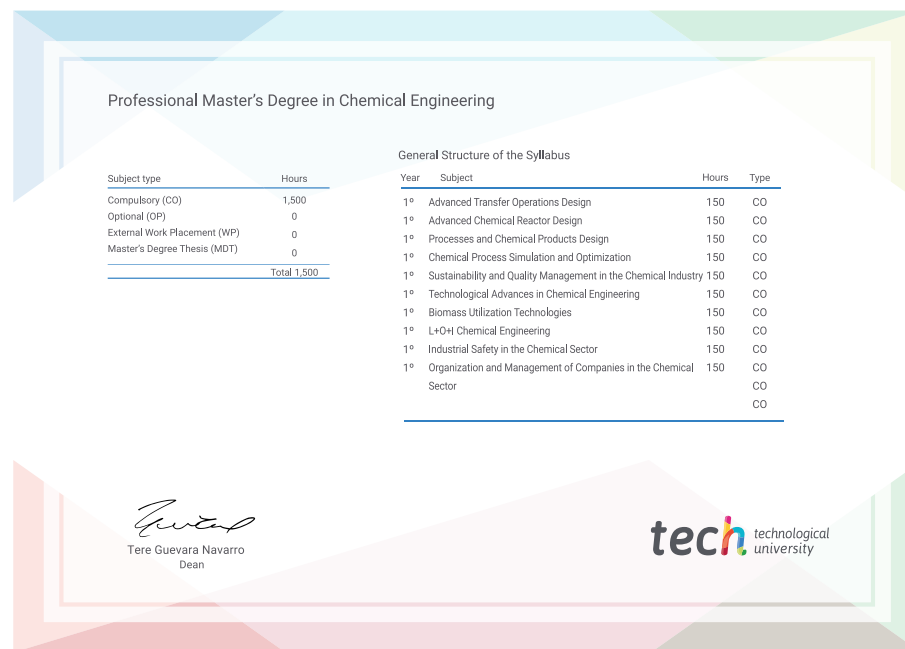 Professional Master's Degree in Chemical Engineering
Subject type Hours
Compulsory (CO) 1,500
Optional (OP) 0
External Work Placement (WP) 0
Master's Degree Thesis (MDT) 0
Total 1,500
General Structure of the Syllabus
Year Subject Hours Type
1º Advanced Transfer Operations Design 150 CO
1º Advanced Chemical Reactor Design 150 CO
1º Processes and Chemical Products Design 150 CO
1º Chemical Process Simulation and Optimization 150 CO
1º Sustainability and Quality Management in the Chemical Industry 150 CO
1º Technological Advances in Chemical Engineering 150 CO
1º Biomass Utilization Technologies 150 CO
1º L+O+I Chemical Engineering 150 CO
1º Industrial Safety in the Chemical Sector 150 CO
1º Organization and Management of Companies in the Chemical 150 CO
Sector CO
CO
Tere Guevara Navarro
Dean
tech technological
university